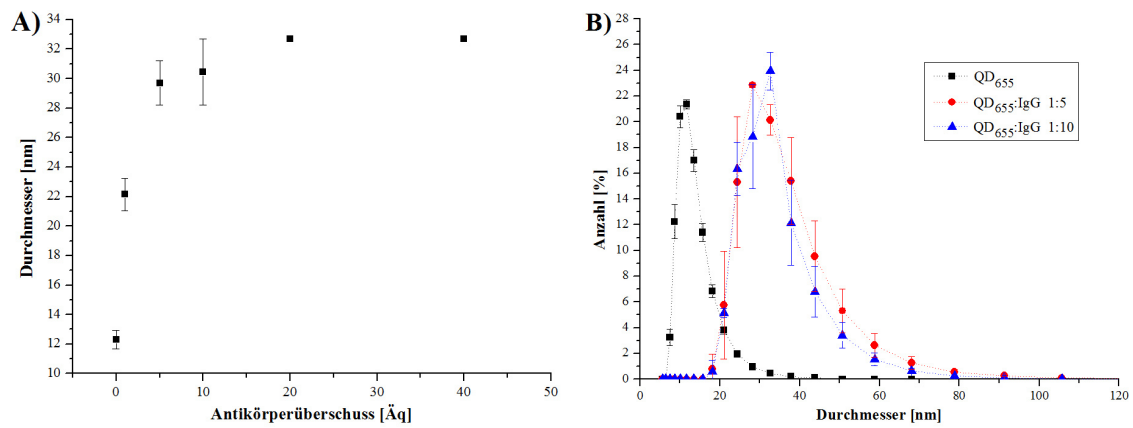 A)
34
32
30
28
26
24
22
20
18
16
14
12
10
Durchmesser [nm]
0 10 20 30 40 50
Antikörperüberschuss [Äq]
B)
28
26
24
22
20
18
16
14
12
10
8
6
4
2
0
Anzahl [%]
0 20 40 60 80 100 120
Durchmesser [nm]
QD655
QD655:IgG 1:5
QD655:IgG 1:10